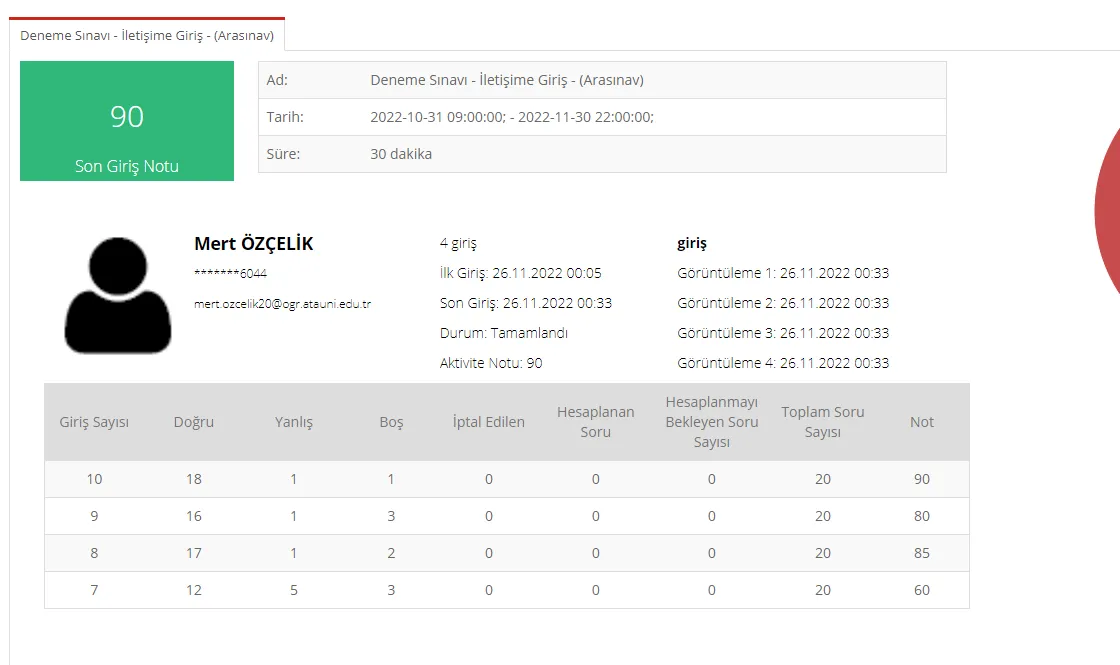 Deneme Sınavı - İletişime Giriş - (Arasınav)
90
Son Giriş Notu
Ad: Deneme Sınavı - İletişime Giriş - (Arasınav)
Tarih: 2022-10-31 09:00:00; - 2022-11-30 22:00:00;
Süre: 30 dakika
Mert ÖZÇELİK
*******6044
mert.ozcelik20@ogr.atauni.edu.tr
4 giriş
İlk Giriş: 26.11.2022 00:05
Son Giriş: 26.11.2022 00:33
Durum: Tamamlandı
Aktivite Notu: 90
giriş
Görüntüleme 1: 26.11.2022 00:33
Görüntüleme 2: 26.11.2022 00:33
Görüntüleme 3: 26.11.2022 00:33
Görüntüleme 4: 26.11.2022 00:33
Giriş Sayısı Doğru Yanlış Boş İptal Edilen Hesaplanan Soru Hesaplanmayı Bekleyen Soru Sayısı Toplam Soru Sayısı Not
10 18 1 1 0 0 0 20 90
9 16 1 3 0 0 0 20 80
8 17 1 2 0 0 0 20 85
7 12 5 3 0 0 0 20 60